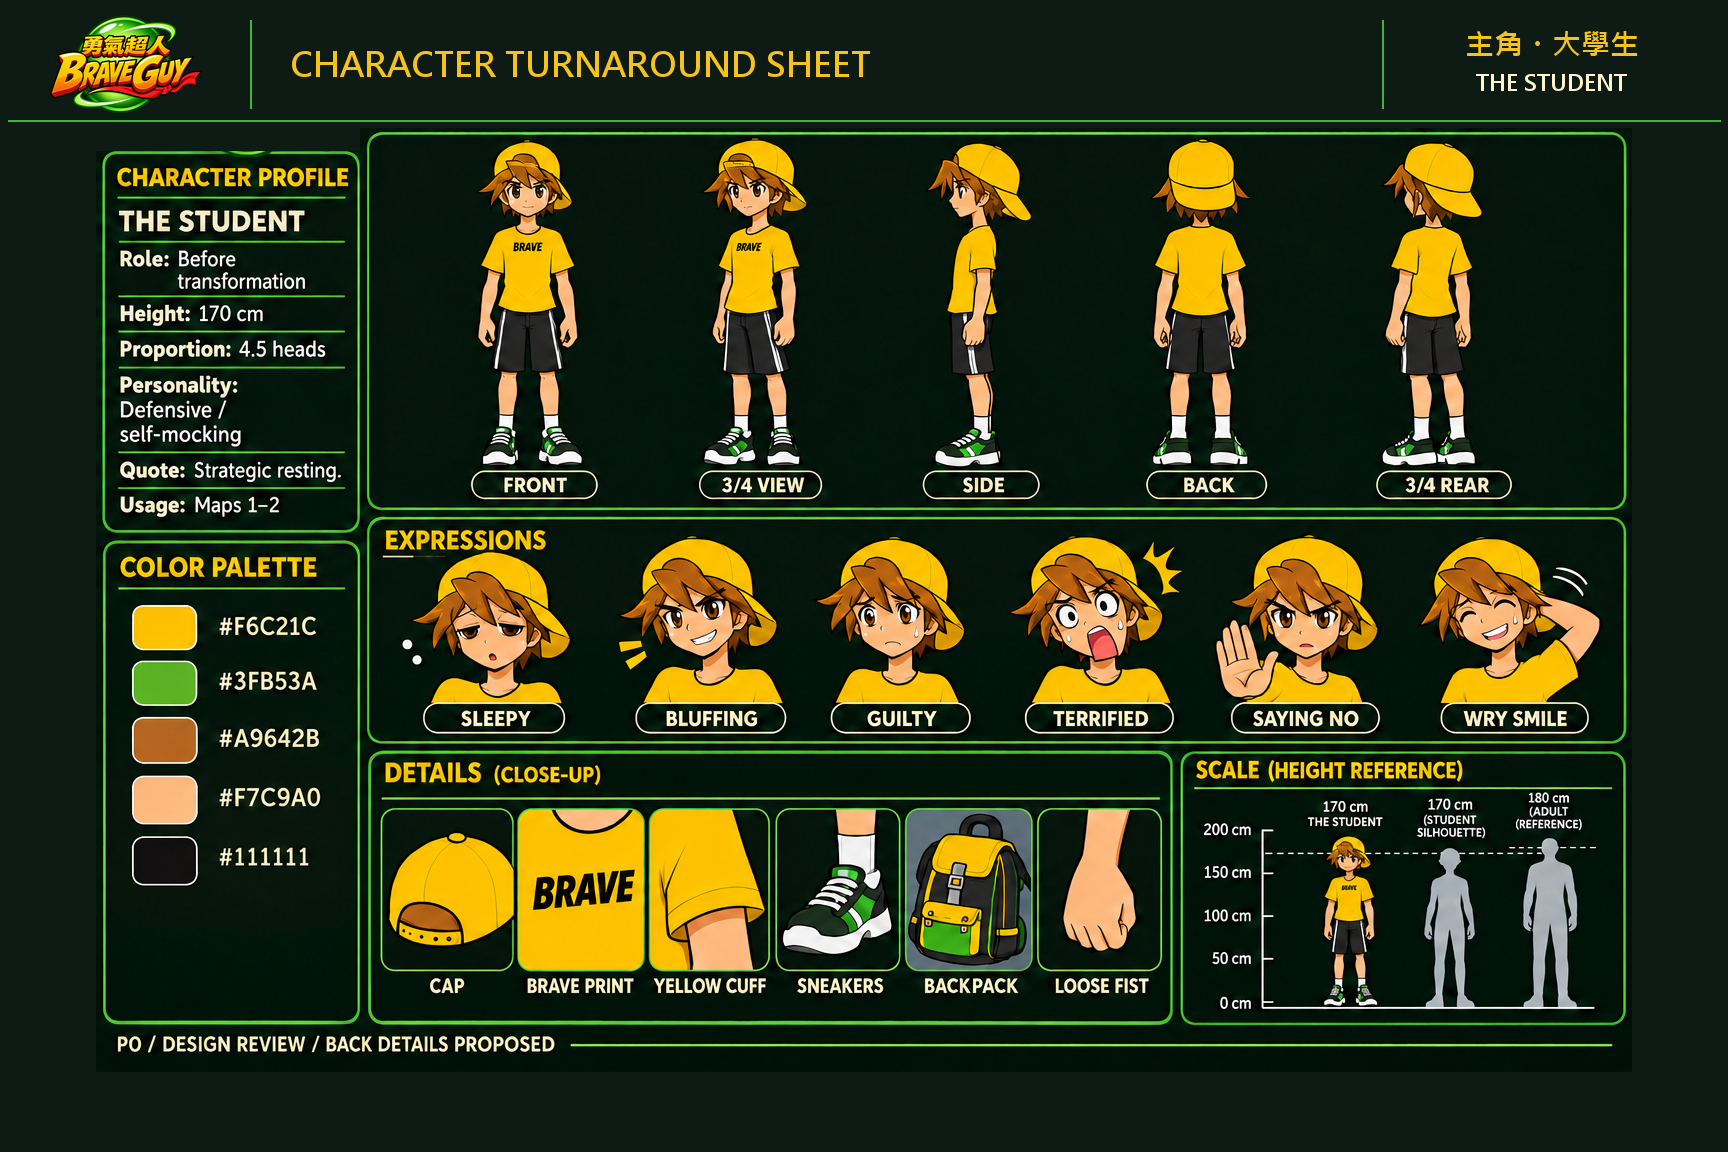 勇氣超人
BRAVEGUY
CHARACTER TURNAROUND SHEET
主角・大學生
THE STUDENT
CHARACTER PROFILE
THE STUDENT
Role: Before
transformation
Height: 170 cm
Proportion: 4.5 heads
Personality:
Defensive /
self-mocking
Quote: Strategic resting.
Usage: Maps 1–2
COLOR PALETTE
#F6C21C
#3FB53A
#A9642B
#F7C9A0
#111111
BRAVE
BRAVE
FRONT
3/4 VIEW
SIDE
BACK
3/4 REAR
EXPRESSIONS
SLEEPY
BLUFFING
GUILTY
TERRIFIED
SAYING NO
WRY SMILE
DETAILS (CLOSE-UP)
BRAVE
CAP
BRAVE PRINT
YELLOW CUFF
SNEAKERS
BACKPACK
LOOSE FIST
SCALE (HEIGHT REFERENCE)
170 cm
THE STUDENT
170 cm
(STUDENT
SILHOUETTE)
180 cm
(ADULT
(REFERENCE)
200 cm
150 cm
100 cm
50 cm
0 cm
BRAVE
PO / DESIGN REVIEW / BACK DETAILS PROPOSED